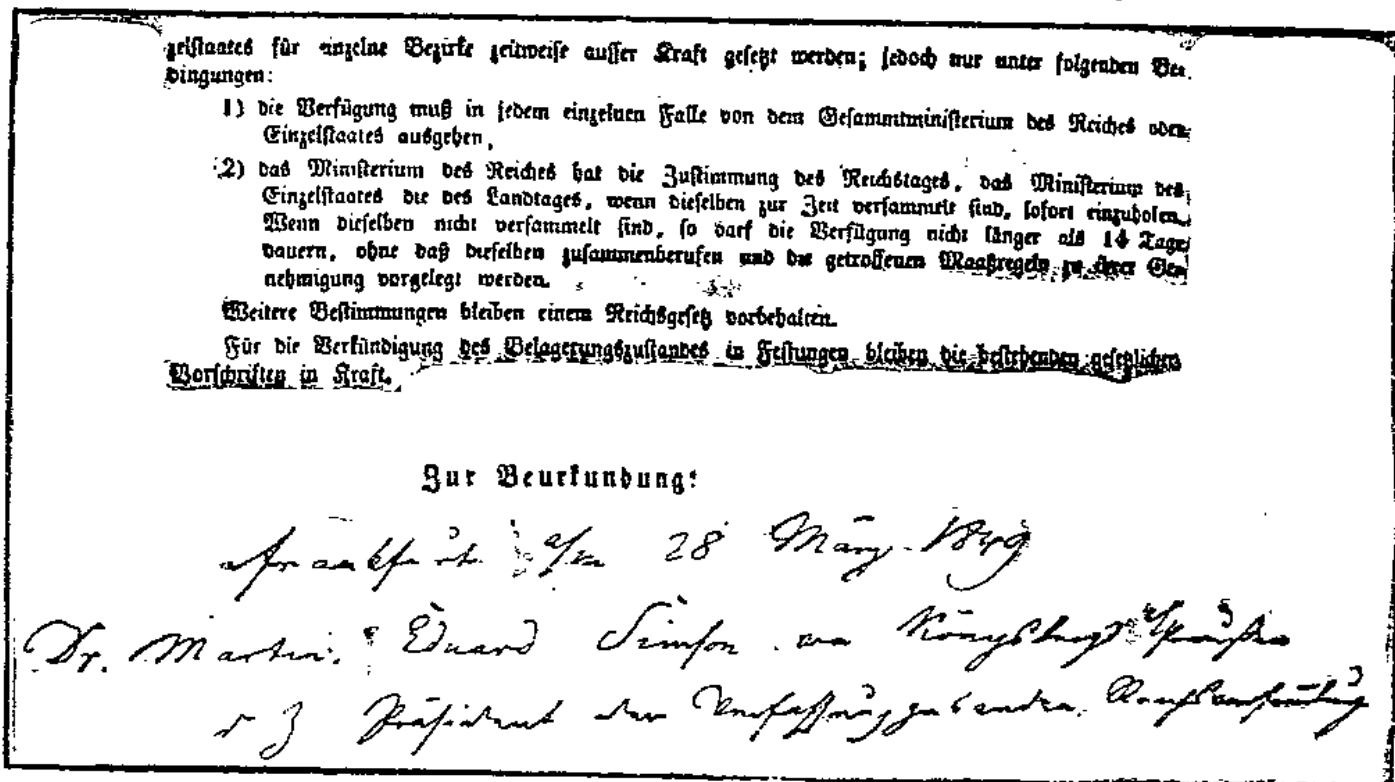 zelstaates für einzelne Bezirke zeitweise ausser Kraft gesetzt werden; jedoch nur unter folgenden Be-
dingungen:
1) die Verfügung muß in jedem einzelnen Falle von dem Gesammtministerium des Reiches oder
Einzelstaates ausgehen,
2) das Ministerium des Reiches hat die Zustimmung des Reichstages, das Ministerium des
Einzelstaates die des Landtages, wenn dieselben zur Zeit versammelt sind, sofort einzuholen.
Wenn dieselben nicht versammelt sind, so darf die Verfügung nicht länger als 14 Tage
dauern, ohne daß dieselben zusammenberufen und die getroffenen Maaßregeln zu ihrer Ge-
nehmigung vorgelegt werden.
Weitere Bestimmungen bleiben einem Reichsgesetz vorbehalten.
Für die Verkündigung des Belagerungszustandes in Festungen bleiben die bestehenden gesetzlichen
Vorschriften in Kraft.
Zur Beurkundung:
Frankfurt a/m 28 März 1849
Dr. Martin Eduard Simson von Königsberg a/Preußen
d Z Präsident der Verfassunggebenden Reichsversammlung